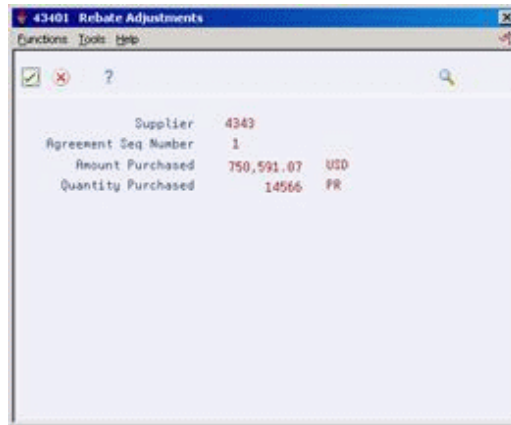 43401 Rebate Adjustments
Functions Tools Help
?
Supplier 4343
Agreement Seq Number 1
Amount Purchased 750,591.07 USD
Quantity Purchased 14566 PR